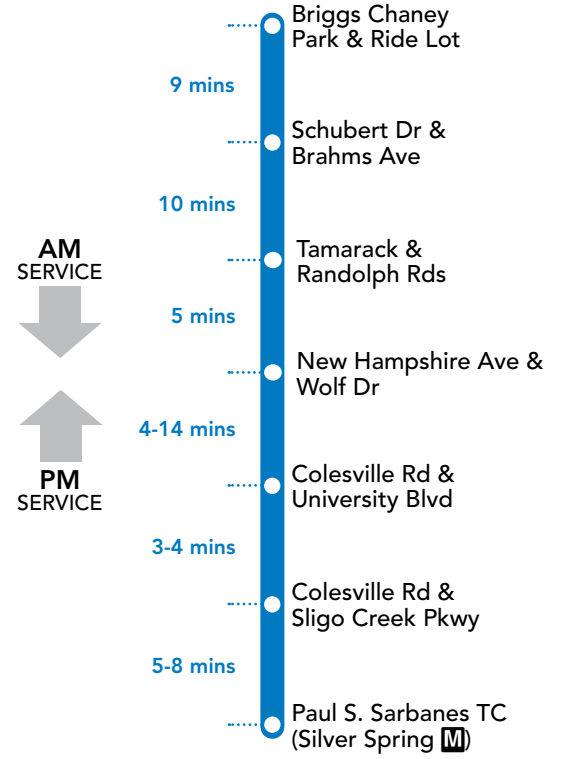 Briggs Chaney
Park & Ride Lot
9 mins
Schubert Dr &
Brahms Ave
10 mins
Tamarack &
Randolph Rds
AM
SERVICE
5 mins
New Hampshire Ave &
Wolf Dr
4-14 mins
PM
SERVICE
Colesville Rd &
University Blvd
3-4 mins
Colesville Rd &
Sligo Creek Pkwy
5-8 mins
Paul S. Sarbanes TC
(Silver Spring M)